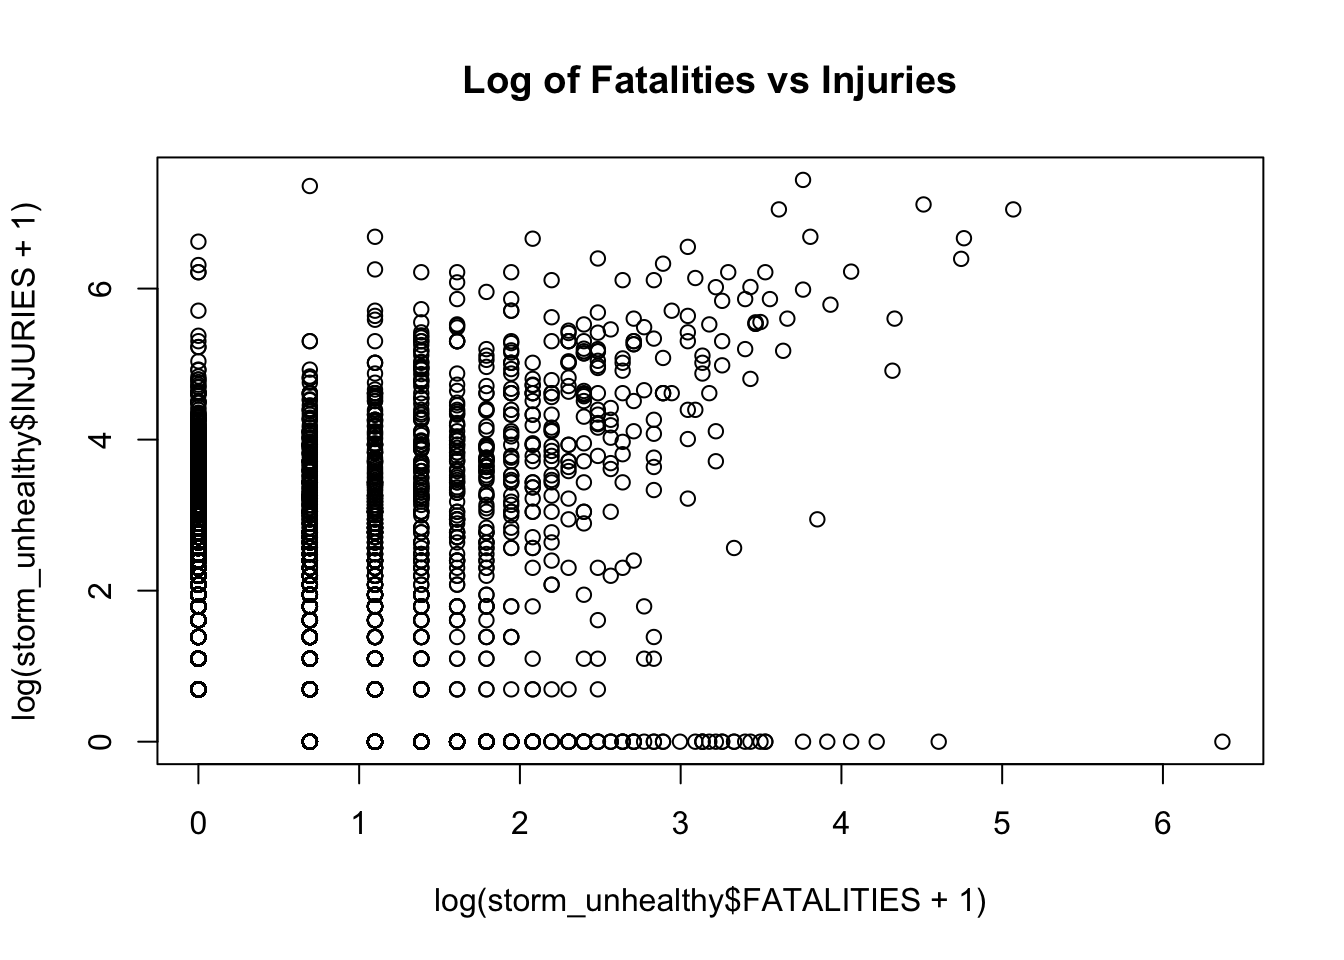 Log of Fatalities vs Injuries
log(storm_unhealthy$INJURIES + 1)
6
4
2
0
0 1 2 3 4 5 6
log(storm_unhealthy$FATALITIES + 1)